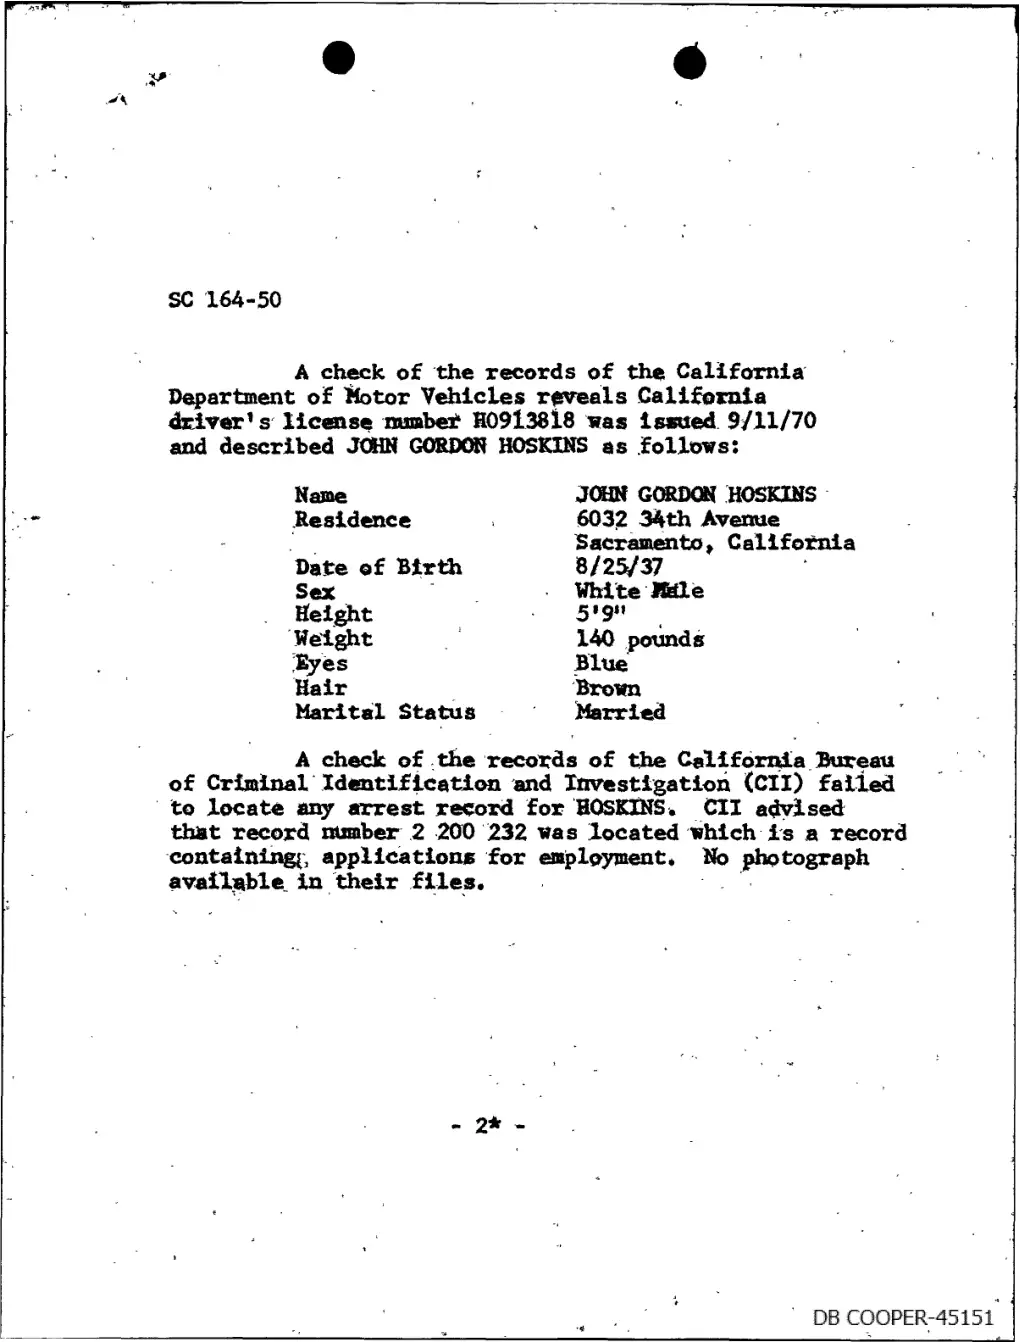 SC 164-50
A check of the records of the California
Department of Motor Vehicles reveals California
driver's license number H0913818 was issued 9/11/70
and described JOHN GORDON HOSKINS as follows:
Name JOHN GORDON HOSKINS
Residence 6032 34th Avenue
Sacramento, California
Date of Birth 8/25/37
Sex White Male
Height 5'9"
Weight 140 pounds
Eyes Blue
Hair Brown
Marital Status Married
A check of the records of the California Bureau
of Criminal Identification and Investigation (CII) failed
to locate any arrest record for HOSKINS. CII advised
that record number 2 200 232 was located which is a record
containing, applications for employment. No photograph
available in their files.
- 2* -
DB COOPER-45151